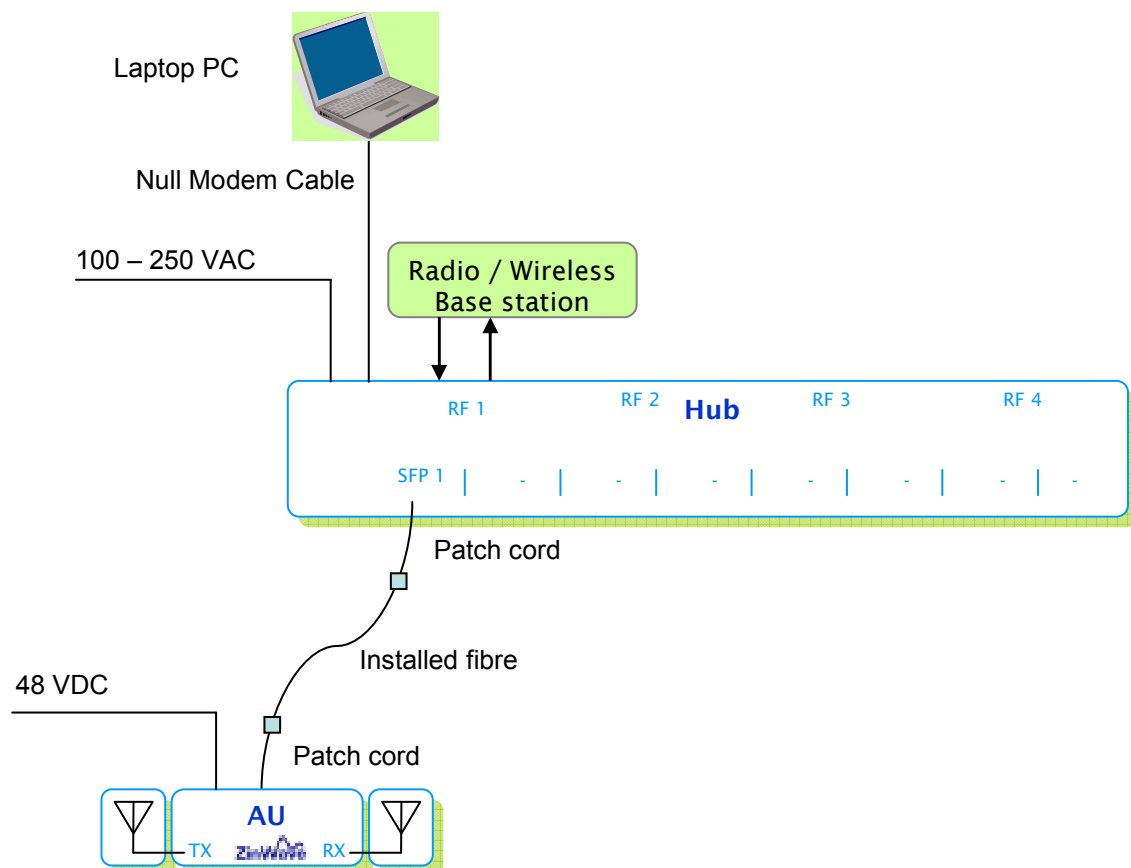 Laptop PC
Null Modem Cable
100 – 250 VAC
Radio / Wireless
Base station
RF 1
RF 2
Hub
RF 3
RF 4
SFP 1 | - | - | - | - | - | - | -
Patch cord
Installed fibre
48 VDC
Patch cord
AU
TX
Zinwave
RX